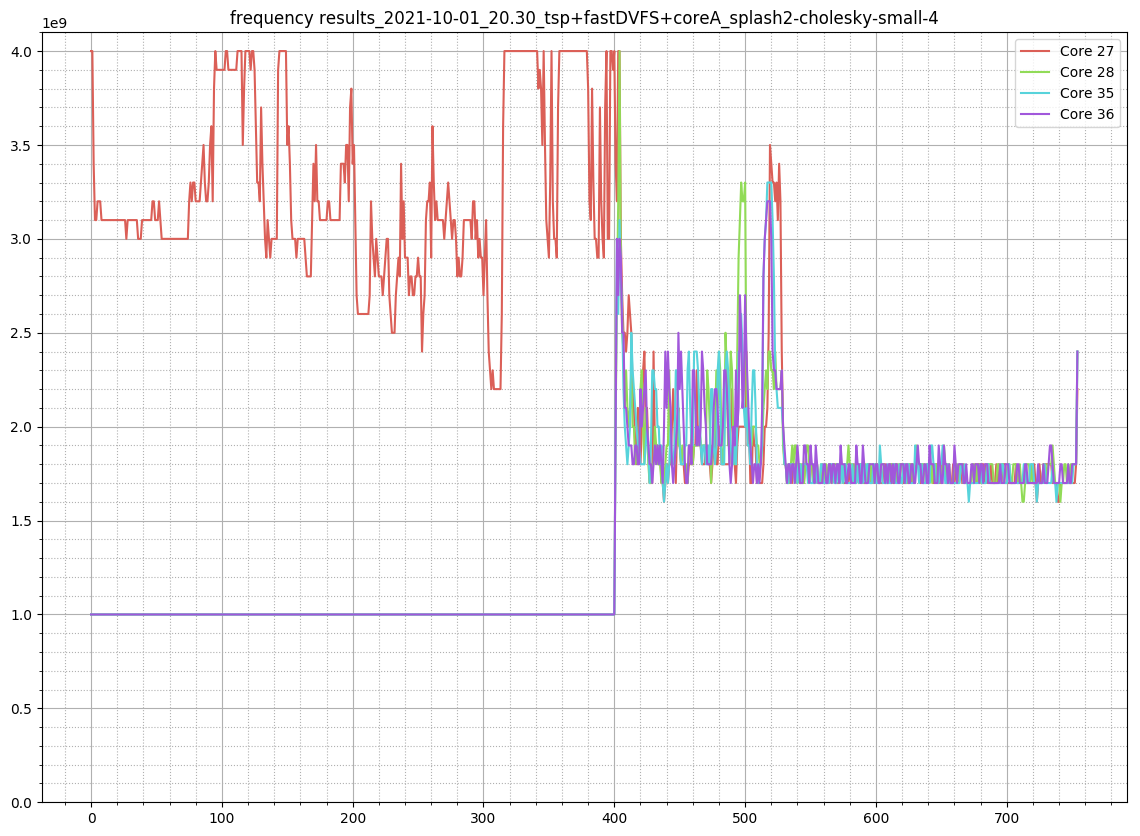 frequency results_2021-10-01_20.30_tsp+fastDVFS+coreA_splash2-cholesky-small-4
1e9
Core 27
Core 28
Core 35
Core 36
4.0
3.5
3.0
2.5
2.0
1.5
1.0
0.5
0.0
0 100 200 300 400 500 600 700